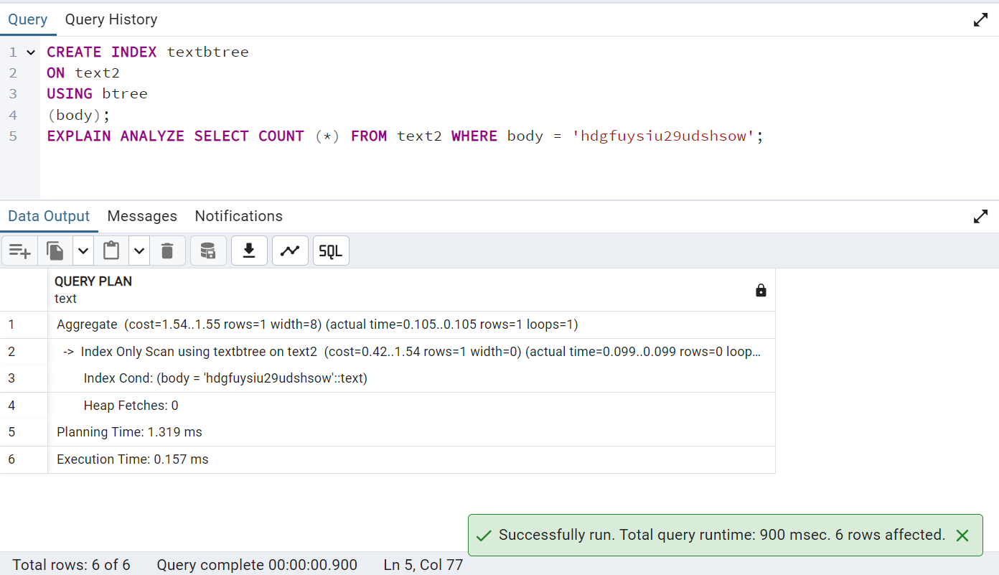 Query Query History
1 CREATE INDEX textbtree
2 ON text2
3 USING btree
4 (body);
5 EXPLAIN ANALYZE SELECT COUNT (*) FROM text2 WHERE body = 'hdgfuysiu29udshsow';
Data Output Messages Notifications
SQL
QUERY PLAN
text
1 Aggregate (cost=1.54..1.55 rows=1 width=8) (actual time=0.105..0.105 rows=1 loops=1)
2 -> Index Only Scan using textbtree on text2 (cost=0.42..1.54 rows=1 width=0) (actual time=0.099..0.099 rows=0 loop...
3 Index Cond: (body = 'hdgfuysiu29udshsow'::text)
4 Heap Fetches: 0
5 Planning Time: 1.319 ms
6 Execution Time: 0.157 ms
Successfully run. Total query runtime: 900 msec. 6 rows affected.
Total rows: 6 of 6 Query complete 00:00:00.900 Ln 5, Col 77